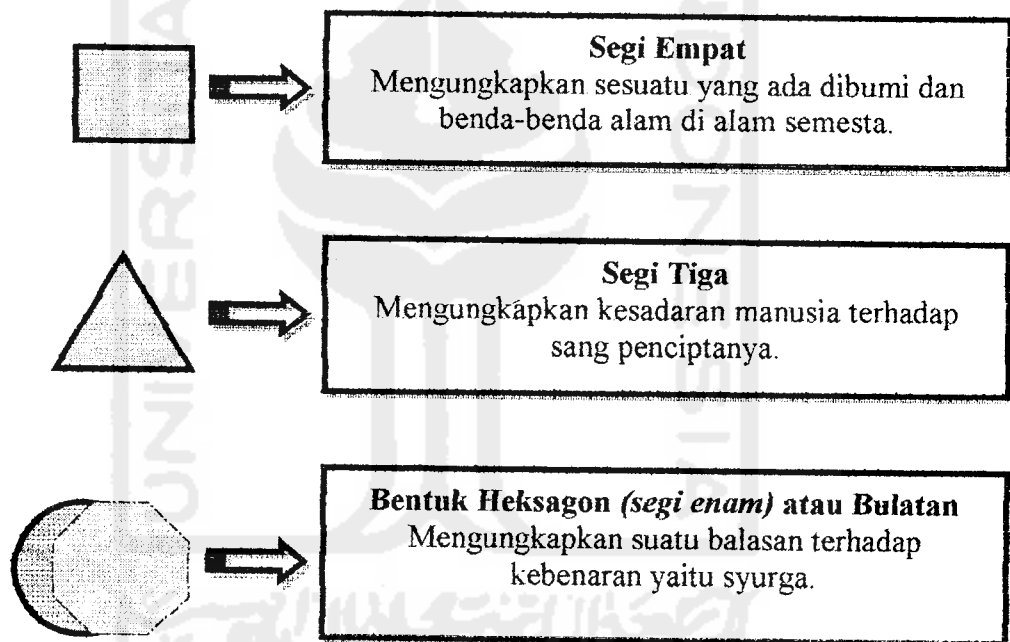 Segi Empat
Mengungkapkan sesuatu yang ada dibumi dan
benda-benda alam di alam semesta.
Segi Tiga
Mengungkapkan kesadaran manusia terhadap
sang penciptanya.
Bentuk Heksagon (segi enam) atau Bulatan
Mengungkapkan suatu balasan terhadap
kebenaran yaitu syurga.